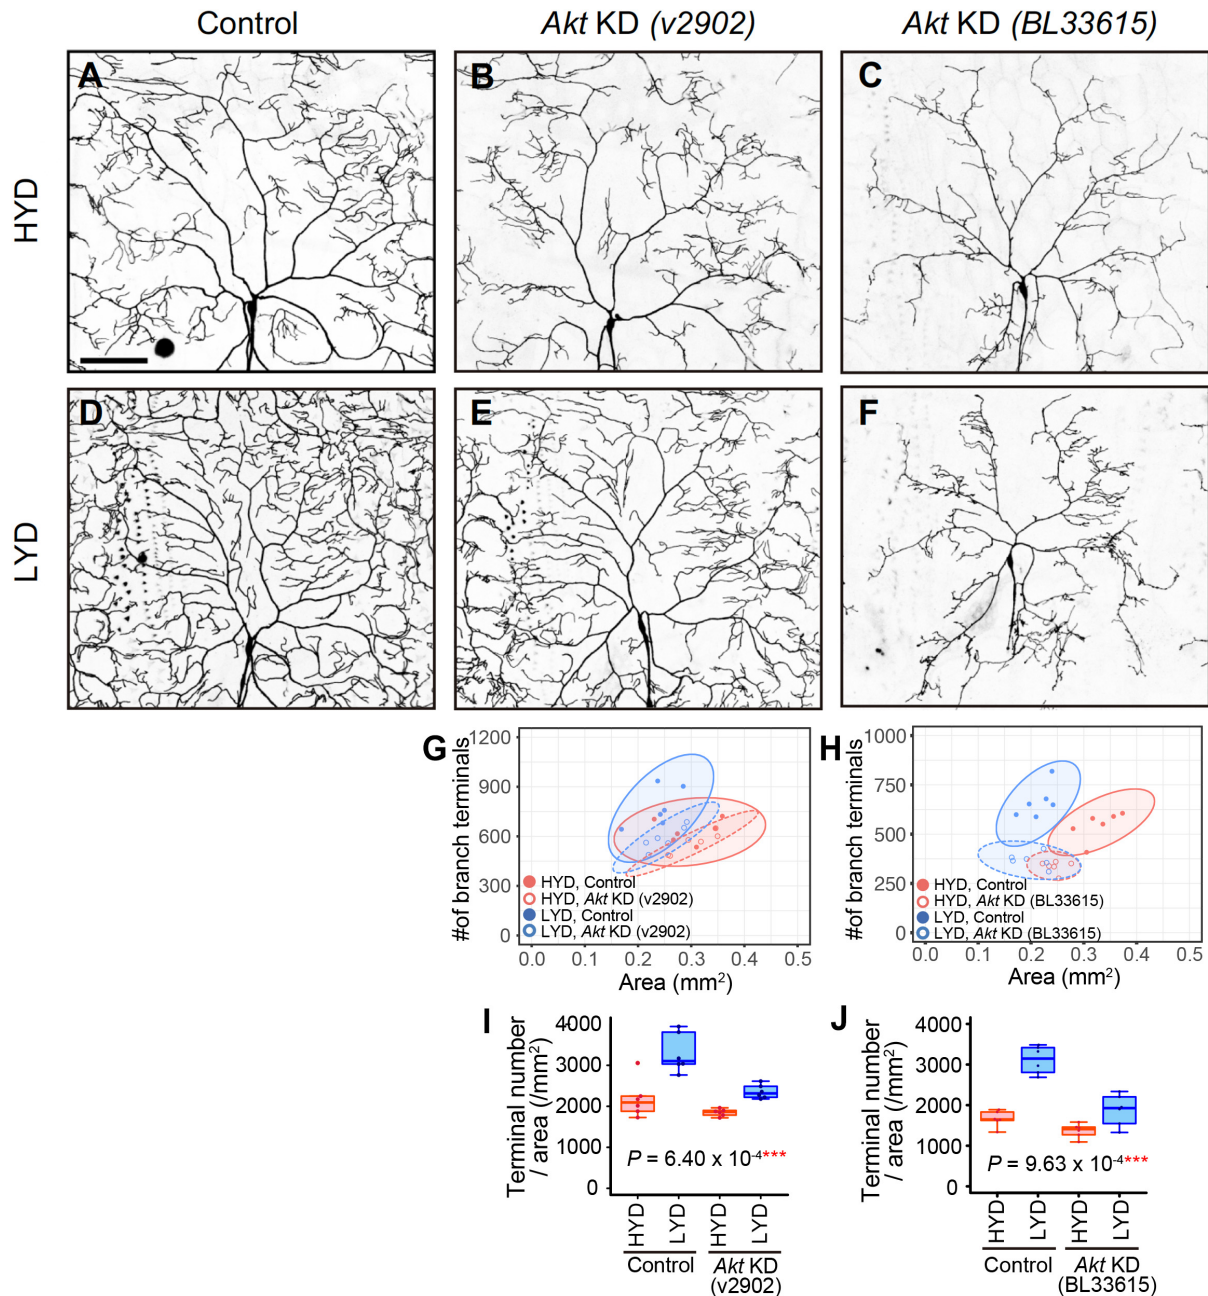 Control
Akt KD (v2902)
Akt KD (BL33615)
HYD
A
B
C
LYD
D
E
F
G
#of branch terminals
1200
900
600
300
0
HYD, Control
HYD, Akt KD (v2902)
LYD, Control
LYD, Akt KD (v2902)
0.0 0.1 0.2 0.3 0.4 0.5
Area (mm²)
H
#of branch terminals
1000
750
500
250
0
HYD, Control
HYD, Akt KD (BL33615)
LYD, Control
LYD, Akt KD (BL33615)
0.0 0.1 0.2 0.3 0.4 0.5
Area (mm²)
I
Terminal number
/ area (/mm²)
4000
3000
2000
1000
0
P = 6.40 x 10⁻⁴***
HYD LYD HYD LYD
Control
Akt KD
(v2902)
J
Terminal number
/ area (/mm²)
4000
3000
2000
1000
0
P = 9.63 x 10⁻⁴***
HYD LYD HYD LYD
Control
Akt KD
(BL33615)